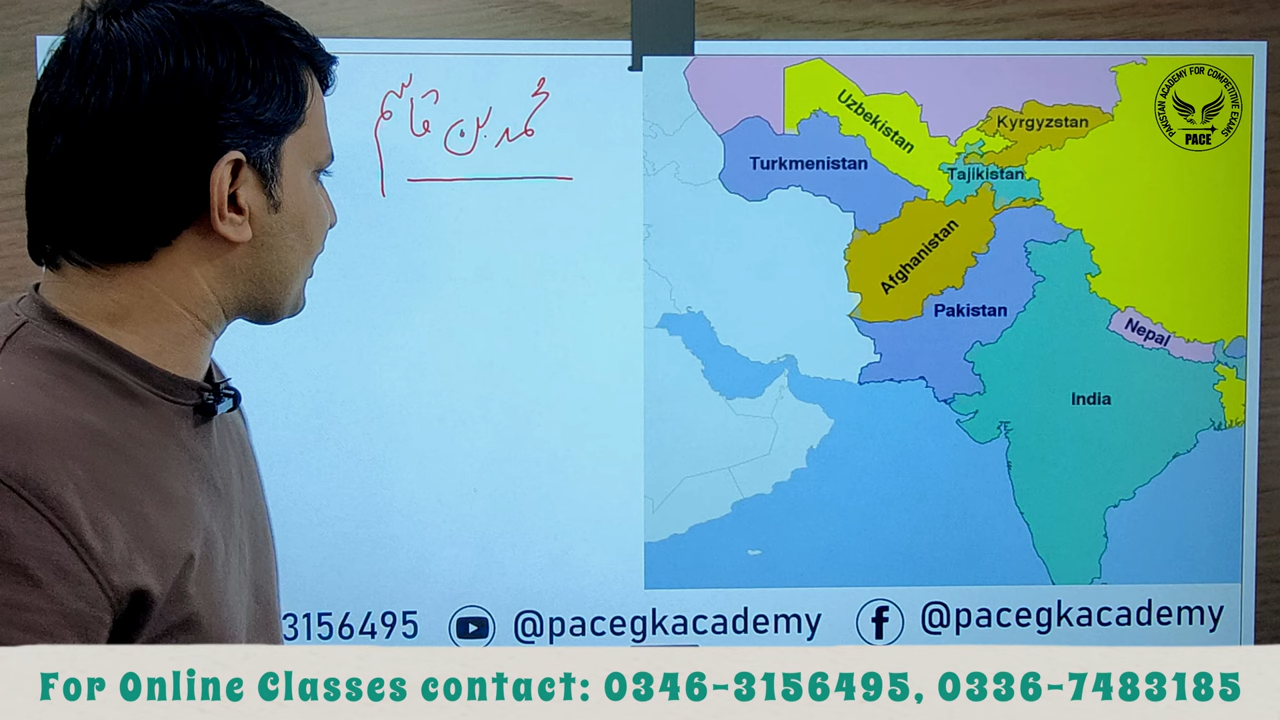 محمد بن قاسم
Uzbekistan
Kyrgyzstan
Turkmenistan
Tajikistan
Afghanistan
Pakistan
Nepal
India
PAKISTAN ACADEMY FOR COMPETITIVE EXAMS
PACE
3156495 @pacegkacademy @pacegkacademy
For Online Classes contact: 0346-3156495, 0336-7483185